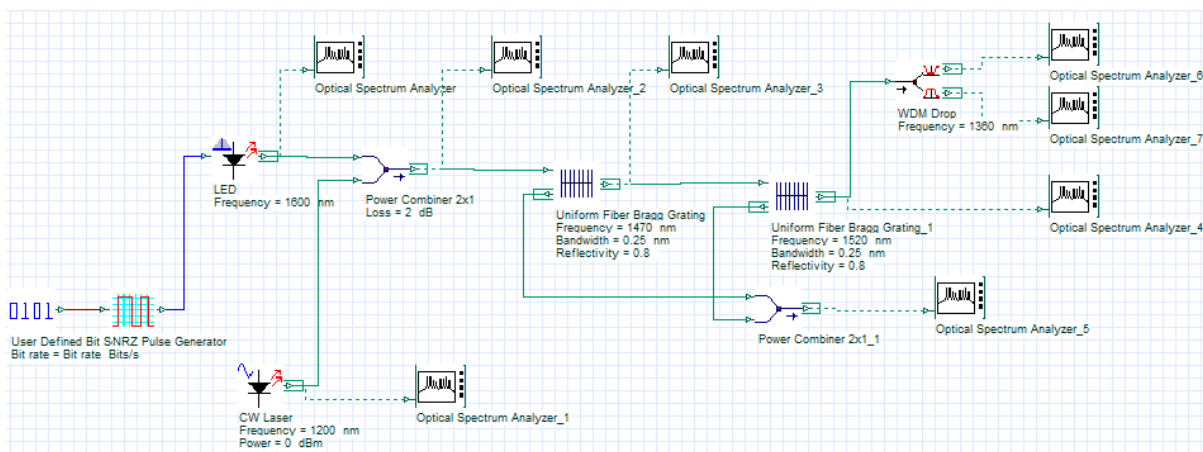 Optical Spectrum Analyzer
Optical Spectrum Analyzer_2
Optical Spectrum Analyzer_3
Optical Spectrum Analyzer_6
WDM Drop
Frequency = 1360 nm
Optical Spectrum Analyzer_7
LED
Frequency = 1600 nm
Power Combiner 2x1
Loss = 2 dB
Uniform Fiber Bragg Grating
Frequency = 1470 nm
Bandwidth = 0.25 nm
Reflectivity = 0.8
Uniform Fiber Bragg Grating_1
Frequency = 1520 nm
Bandwidth = 0.25 nm
Reflectivity = 0.8
Optical Spectrum Analyzer_4
User Defined Bit SNRZ Pulse Generator
Bit rate = Bit rate Bits/s
Power Combiner 2x1_1
Optical Spectrum Analyzer_5
CW Laser
Frequency = 1200 nm
Power = 0 dBm
Optical Spectrum Analyzer_1